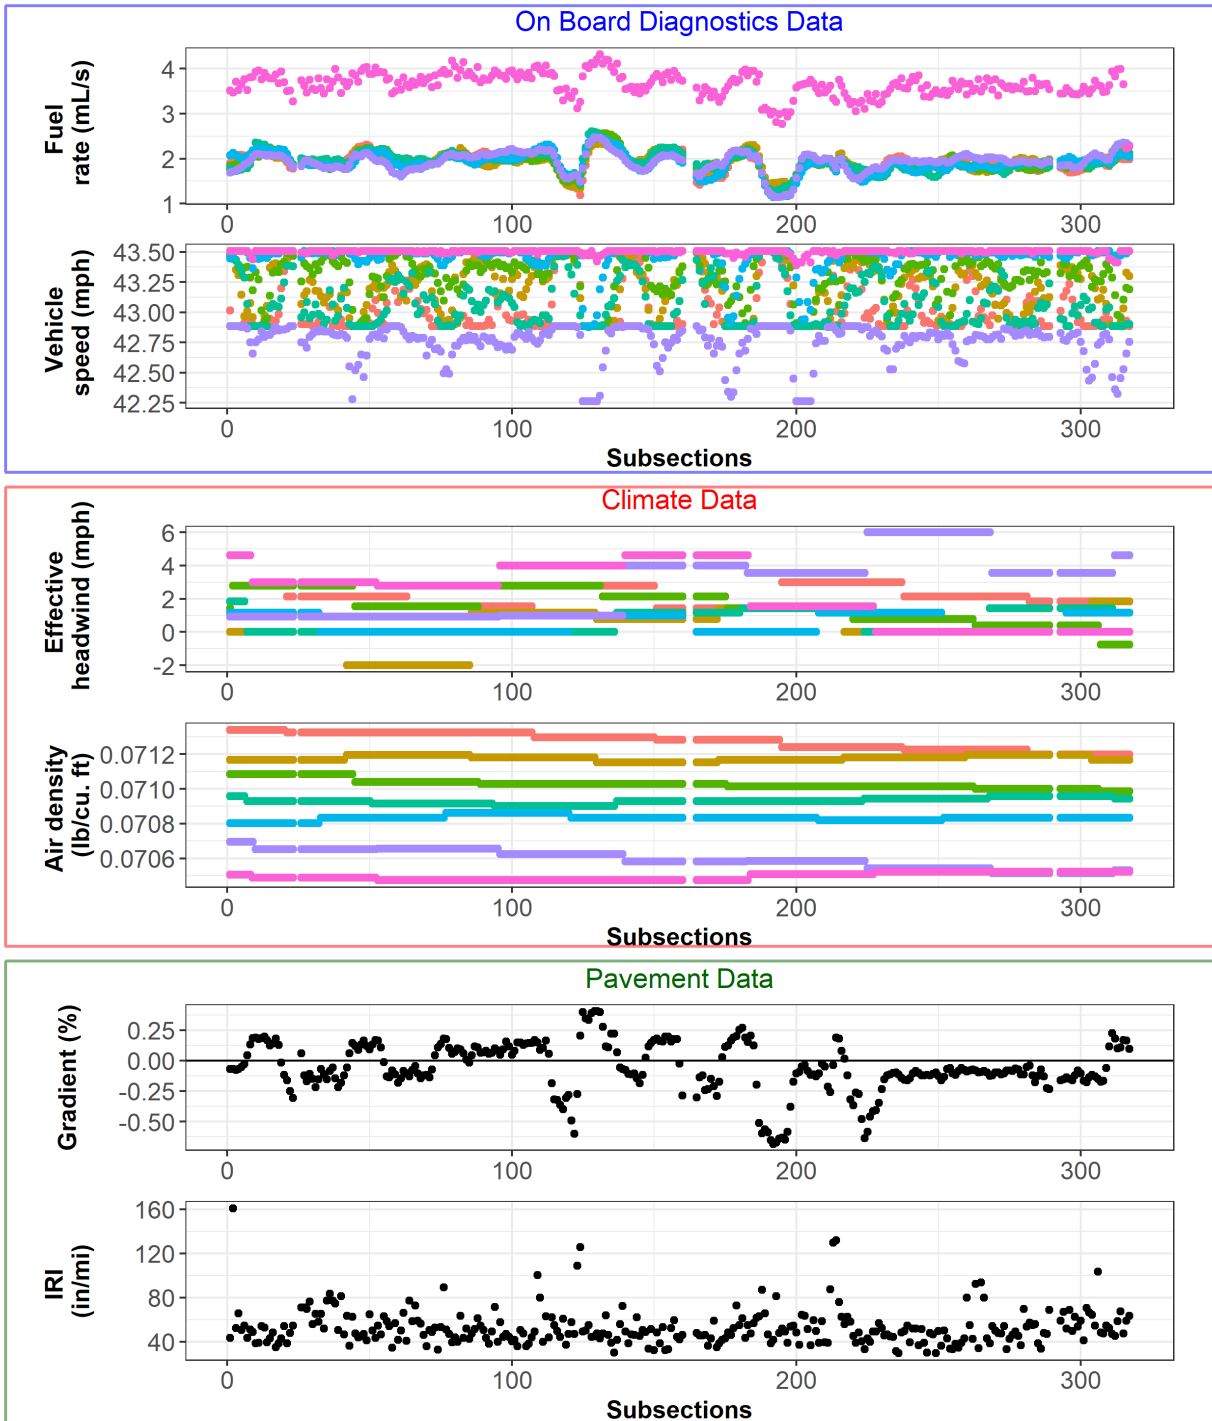 On Board Diagnostics Data
Fuel
rate (mL/s)
4
3
2
1
0 100 200 300
Vehicle
speed (mph)
43.50
43.25
43.00
42.75
42.50
42.25
0 100 200 300
Subsections
Climate Data
Effective
headwind (mph)
6
4
2
0
-2
0 100 200 300
Air density
(lb/cu. ft)
0.0712
0.0710
0.0708
0.0706
0 100 200 300
Subsections
Pavement Data
Gradient (%)
0.25
0.00
-0.25
-0.50
0 100 200 300
IRI
(in/mi)
160
120
80
40
0 100 200 300
Subsections